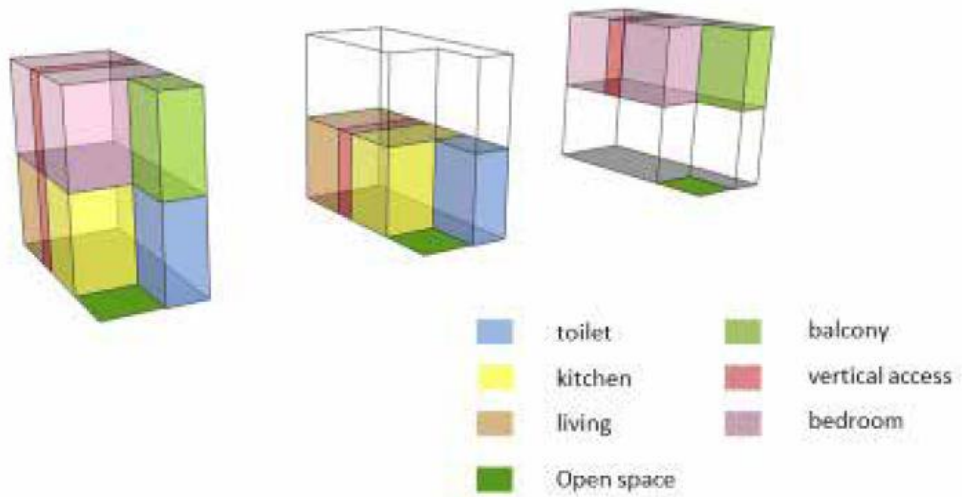 toilet
kitchen
living
Open space
balcony
vertical access
bedroom